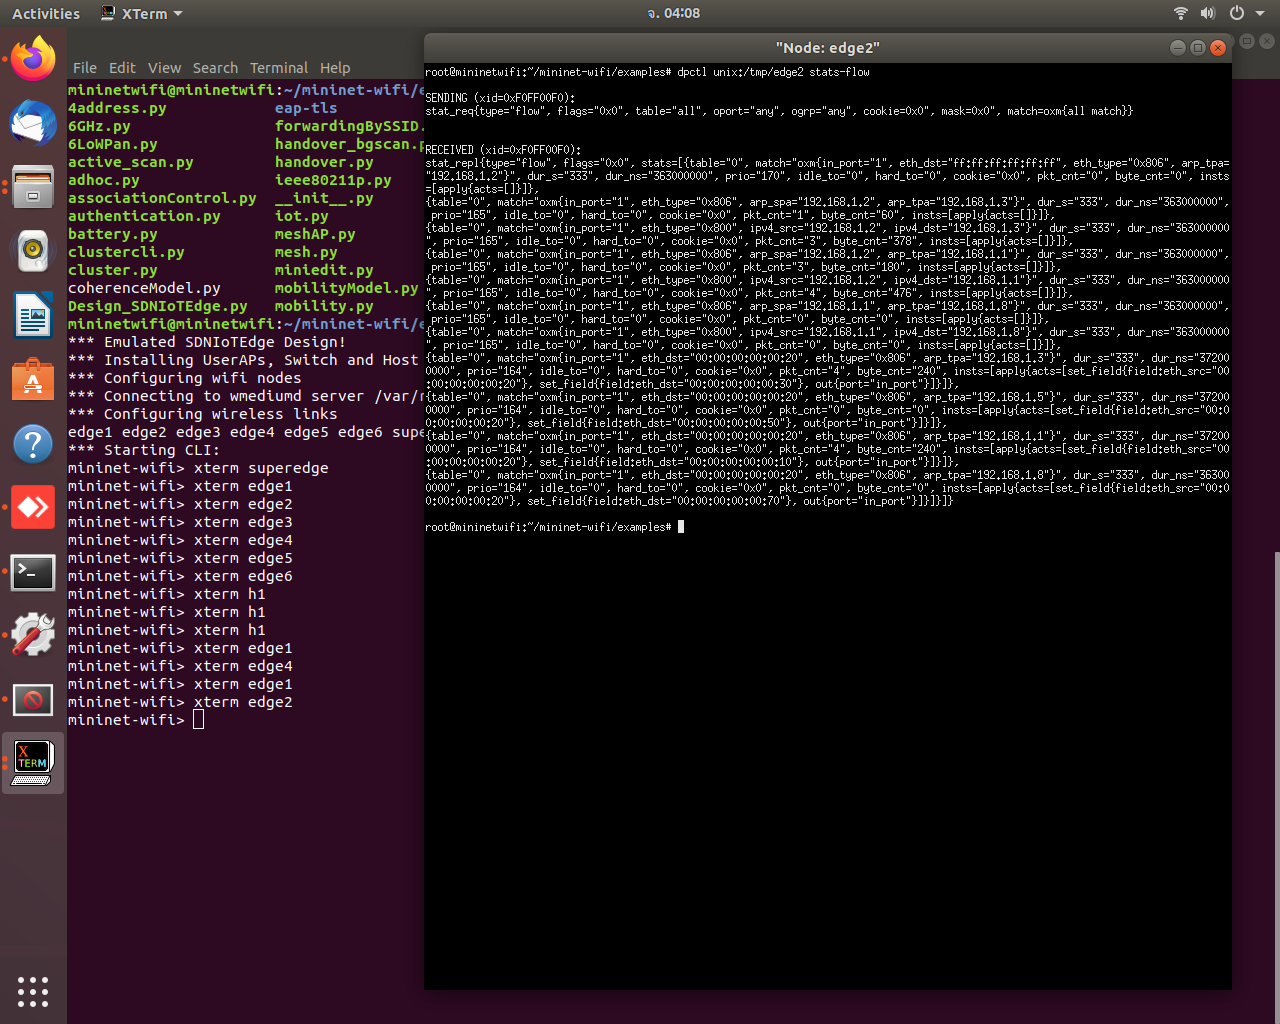 Activities XTerm จ. 04:08
File Edit View Search Terminal Help
mininetwifi@mininetwifi:~/mininet-wifi/e
4address.py eap-tls
6GHz.py forwardingBySSID.
6LoWPan.py handover_bgscan.p
active_scan.py handover.py
adhoc.py ieee80211p.py
associationControl.py __init__.py
authentication.py iot.py
battery.py meshAP.py
clustercli.py mesh.py
cluster.py miniedit.py
coherenceModel.py mobilityModel.py
Design_SDNIoTEdge.py mobility.py
mininetwifi@mininetwifi:~/mininet-wifi/e
*** Emulated SDNIoTEdge Design!
*** Installing UserAPs, Switch and Host
*** Configuring wifi nodes
*** Connecting to wmediumd server /var/r
*** Configuring wireless links
edge1 edge2 edge3 edge4 edge5 edge6 supe
*** Starting CLI:
mininet-wifi> xterm superedge
mininet-wifi> xterm edge1
mininet-wifi> xterm edge2
mininet-wifi> xterm edge3
mininet-wifi> xterm edge4
mininet-wifi> xterm edge5
mininet-wifi> xterm edge6
mininet-wifi> xterm h1
mininet-wifi> xterm h1
mininet-wifi> xterm h1
mininet-wifi> xterm edge1
mininet-wifi> xterm edge4
mininet-wifi> xterm edge1
mininet-wifi> xterm edge2
mininet-wifi>
X
TERM
"Node: edge2"
root@mininetwifi:~/mininet-wifi/examples# dpctl unix:/tmp/edge2 stats-flow
SENDING (xid=0xF0FF00F0):
stat_req{type="flow", flags="0x0", table="all", oport="any", ogrp="any", cookie=0x0", mask=0x0", match=oxm{all match}}
RECEIVED (xid=0xF0FF00F0):
stat_repl{type="flow", flags="0x0", stats=[{table="0", match="oxm{in_port="1", eth_dst="ff:ff:ff:ff:ff:ff", eth_type="0x806", arp_tpa=
"192.168.1.2"}", dur_s="333", dur_ns="363000000", prio="170", idle_to="0", hard_to="0", cookie="0x0", pkt_cnt="0", byte_cnt="0", insts
=[apply{acts=[]}]},
{table="0", match="oxm{in_port="1", eth_type="0x806", arp_spa="192.168.1.2", arp_tpa="192.168.1.3"}", dur_s="333", dur_ns="363000000",
 prio="165", idle_to="0", hard_to="0", cookie="0x0", pkt_cnt="1", byte_cnt="60", insts=[apply{acts=[]}]},
{table="0", match="oxm{in_port="1", eth_type="0x800", ipv4_src="192.168.1.2", ipv4_dst="192.168.1.3"}", dur_s="333", dur_ns="363000000
", prio="165", idle_to="0", hard_to="0", cookie="0x0", pkt_cnt="3", byte_cnt="378", insts=[apply{acts=[]}]},
{table="0", match="oxm{in_port="1", eth_type="0x806", arp_spa="192.168.1.2", arp_tpa="192.168.1.1"}", dur_s="333", dur_ns="363000000",
 prio="165", idle_to="0", hard_to="0", cookie="0x0", pkt_cnt="3", byte_cnt="180", insts=[apply{acts=[]}]},
{table="0", match="oxm{in_port="1", eth_type="0x800", ipv4_src="192.168.1.2", ipv4_dst="192.168.1.1"}", dur_s="333", dur_ns="363000000
", prio="165", idle_to="0", hard_to="0", cookie="0x0", pkt_cnt="4", byte_cnt="476", insts=[apply{acts=[]}]},
{table="0", match="oxm{in_port="1", eth_type="0x806", arp_spa="192.168.1.1", arp_tpa="192.168.1.8"}", dur_s="333", dur_ns="363000000",
 prio="165", idle_to="0", hard_to="0", cookie="0x0", pkt_cnt="0", byte_cnt="0", insts=[apply{acts=[]}]},
{table="0", match="oxm{in_port="1", eth_type="0x800", ipv4_src="192.168.1.1", ipv4_dst="192.168.1.8"}", dur_s="333", dur_ns="363000000
", prio="165", idle_to="0", hard_to="0", cookie="0x0", pkt_cnt="0", byte_cnt="0", insts=[apply{acts=[]}]},
{table="0", match="oxm{in_port="1", eth_dst="00:00:00:00:00:20", eth_type="0x806", arp_tpa="192.168.1.3"}", dur_s="333", dur_ns="37200
0000", prio="164", idle_to="0", hard_to="0", cookie="0x0", pkt_cnt="4", byte_cnt="240", insts=[apply{acts=[set_field{field:eth_src="00
:00:00:00:00:20"}, set_field{field:eth_dst="00:00:00:00:00:30"}, out{port="in_port"}]}]},
{table="0", match="oxm{in_port="1", eth_dst="00:00:00:00:00:20", eth_type="0x806", arp_tpa="192.168.1.5"}", dur_s="333", dur_ns="37200
0000", prio="164", idle_to="0", hard_to="0", cookie="0x0", pkt_cnt="0", byte_cnt="0", insts=[apply{acts=[set_field{field:eth_src="00:0
0:00:00:00:20"}, set_field{field:eth_dst="00:00:00:00:00:50"}, out{port="in_port"}]}]},
{table="0", match="oxm{in_port="1", eth_dst="00:00:00:00:00:20", eth_type="0x806", arp_tpa="192.168.1.1"}", dur_s="333", dur_ns="37200
0000", prio="164", idle_to="0", hard_to="0", cookie="0x0", pkt_cnt="4", byte_cnt="240", insts=[apply{acts=[set_field{field:eth_src="00
:00:00:00:00:20"}, set_field{field:eth_dst="00:00:00:00:00:10"}, out{port="in_port"}]}]},
{table="0", match="oxm{in_port="1", eth_dst="00:00:00:00:00:20", eth_type="0x806", arp_tpa="192.168.1.8"}", dur_s="333", dur_ns="36300
0000", prio="164", idle_to="0", hard_to="0", cookie="0x0", pkt_cnt="0", byte_cnt="0", insts=[apply{acts=[set_field{field:eth_src="00:0
0:00:00:00:20"}, set_field{field:eth_dst="00:00:00:00:00:70"}, out{port="in_port"}]}]}]}
root@mininetwifi:~/mininet-wifi/examples#